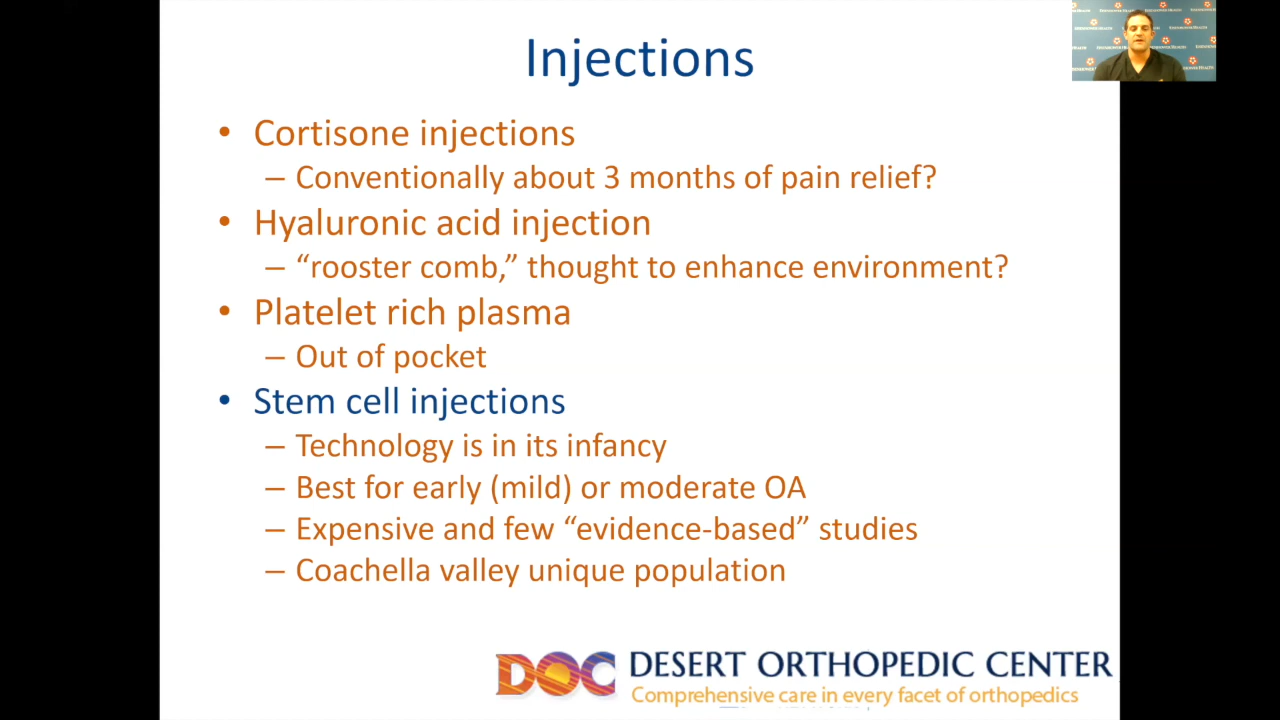 Injections
• Cortisone injections
– Conventionally about 3 months of pain relief?
• Hyaluronic acid injection
– “rooster comb,” thought to enhance environment?
• Platelet rich plasma
– Out of pocket
• Stem cell injections
– Technology is in its infancy
– Best for early (mild) or moderate OA
– Expensive and few “evidence-based” studies
– Coachella valley unique population
DOC DESERT ORTHOPEDIC CENTER
Comprehensive care in every facet of orthopedics